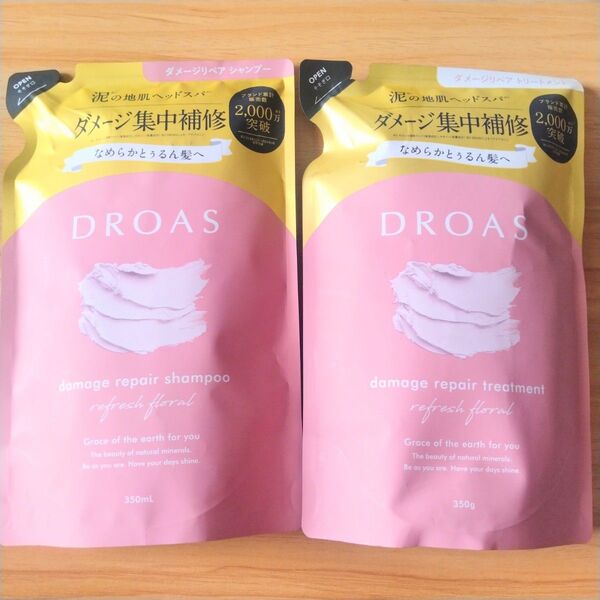 OPEN
ダメージリペア シャンプー
泥の地肌ヘッドスパ
ダメージ集中補修
なめらかとぅるん髪へ
ブランド累計
販売数
2,000万
突破
DROAS
damage repair shampoo
refresh floral
Grace of the earth for you
The beauty of natural minerals.
Be as you are. Have your days shine.
350mL
OPEN
ダメージリペア トリートメント
泥の地肌ヘッドスパ
ダメージ集中補修
なめらかとぅるん髪へ
ブランド累計
販売数
2,000万
突破
DROAS
damage repair treatment
refresh floral
Grace of the earth for you
The beauty of natural minerals.
Be as you are. Have your days shine.
350g